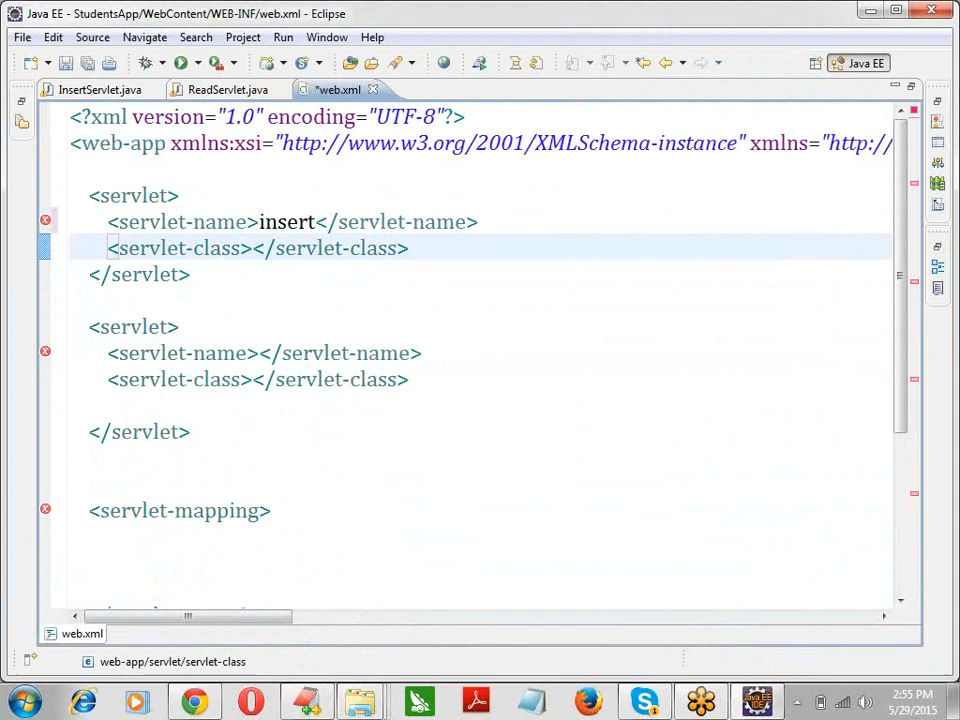 Java EE - StudentsApp/WebContent/WEB-INF/web.xml - Eclipse
File Edit Source Navigate Search Project Run Window Help
Java EE
InsertServlet.java ReadServlet.java *web.xml
<?xml version="1.0" encoding="UTF-8"?>
<web-app xmlns:xsi="http://www.w3.org/2001/XMLSchema-instance" xmlns="http://
<servlet>
<servlet-name>insert</servlet-name>
<servlet-class></servlet-class>
</servlet>
<servlet>
<servlet-name></servlet-name>
<servlet-class></servlet-class>
</servlet>
<servlet-mapping>
web.xml
web-app/servlet/servlet-class
2:55 PM
5/29/2015